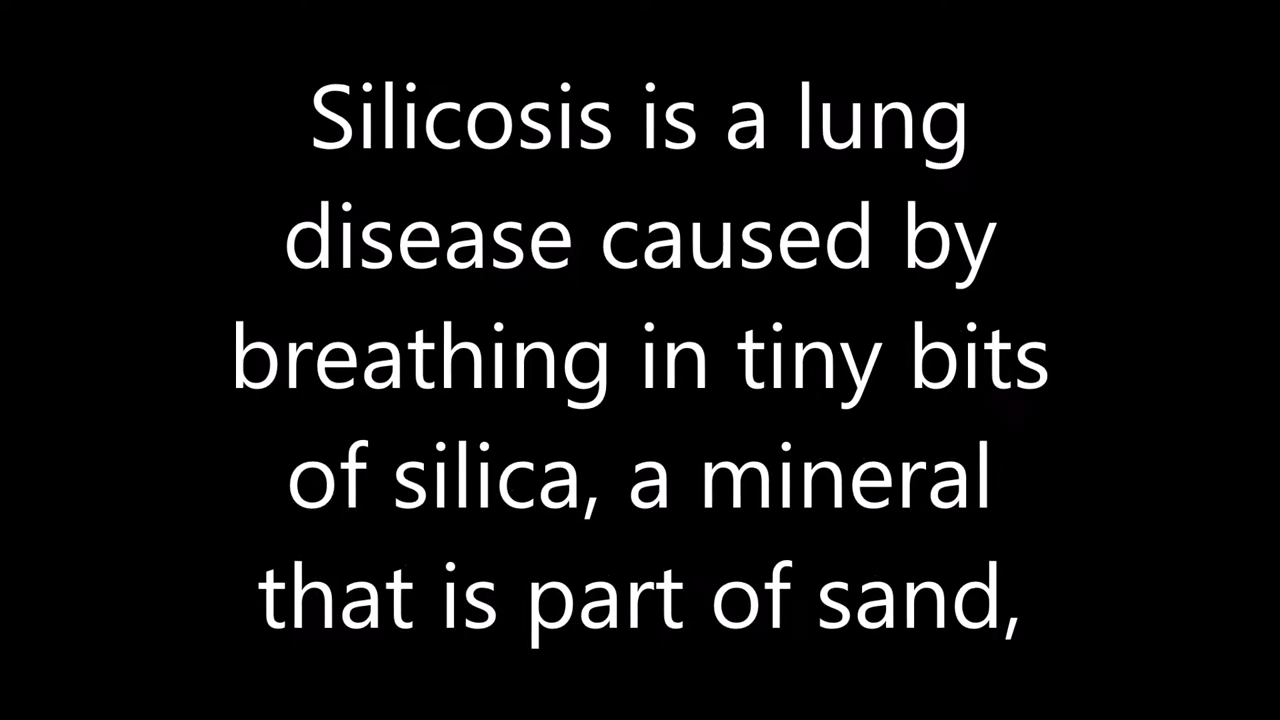 Silicosis is a lung
disease caused by
breathing in tiny bits
of silica, a mineral
that is part of sand,